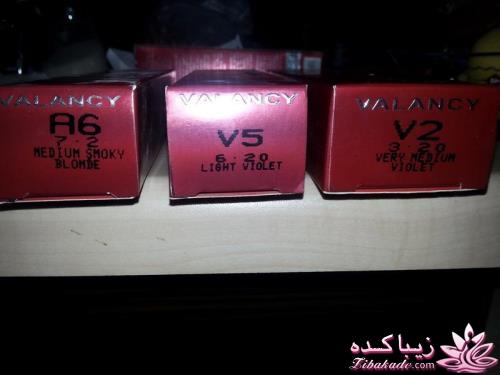 VALANCY
A6
7.2
MEDIUM SMOKY
BLONDE
VALANCY
V5
6.20
LIGHT VIOLET
VALANCY
V2
3.20
VERY MEDIUM
VIOLET
زیباکده
Zibakade.com